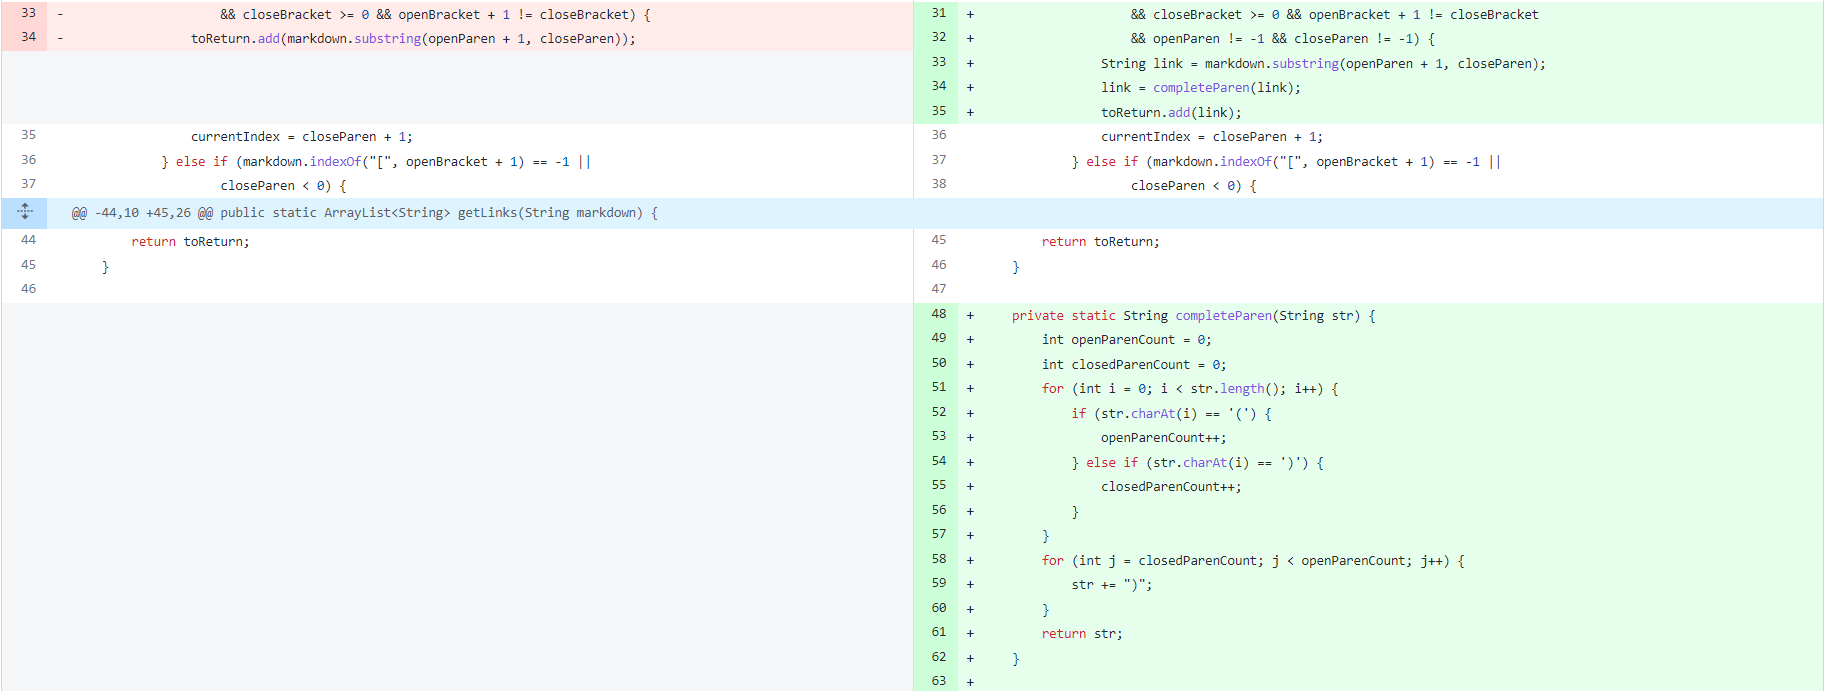 33 - && closeBracket >= 0 && openBracket + 1 != closeBracket) {
34 - toReturn.add(markdown.substring(openParen + 1, closeParen));
35 currentIndex = closeParen + 1;
36 } else if (markdown.indexOf("[", openBracket + 1) == -1 ||
37 closeParen < 0) {
@@ -44,10 +45,26 @@ public static ArrayList<String> getLinks(String markdown) {
44 return toReturn;
45 }
46
31 + && closeBracket >= 0 && openBracket + 1 != closeBracket
32 + && openParen != -1 && closeParen != -1) {
33 + String link = markdown.substring(openParen + 1, closeParen);
34 + link = completeParen(link);
35 + toReturn.add(link);
36 currentIndex = closeParen + 1;
37 } else if (markdown.indexOf("[", openBracket + 1) == -1 ||
38 closeParen < 0) {
45 return toReturn;
46 }
47
48 + private static String completeParen(String str) {
49 + int openParenCount = 0;
50 + int closedParenCount = 0;
51 + for (int i = 0; i < str.length(); i++) {
52 + if (str.charAt(i) == '(') {
53 + openParenCount++;
54 + } else if (str.charAt(i) == ')') {
55 + closedParenCount++;
56 + }
57 + }
58 + for (int j = closedParenCount; j < openParenCount; j++) {
59 + str += ")";
60 + }
61 + return str;
62 + }
63 +